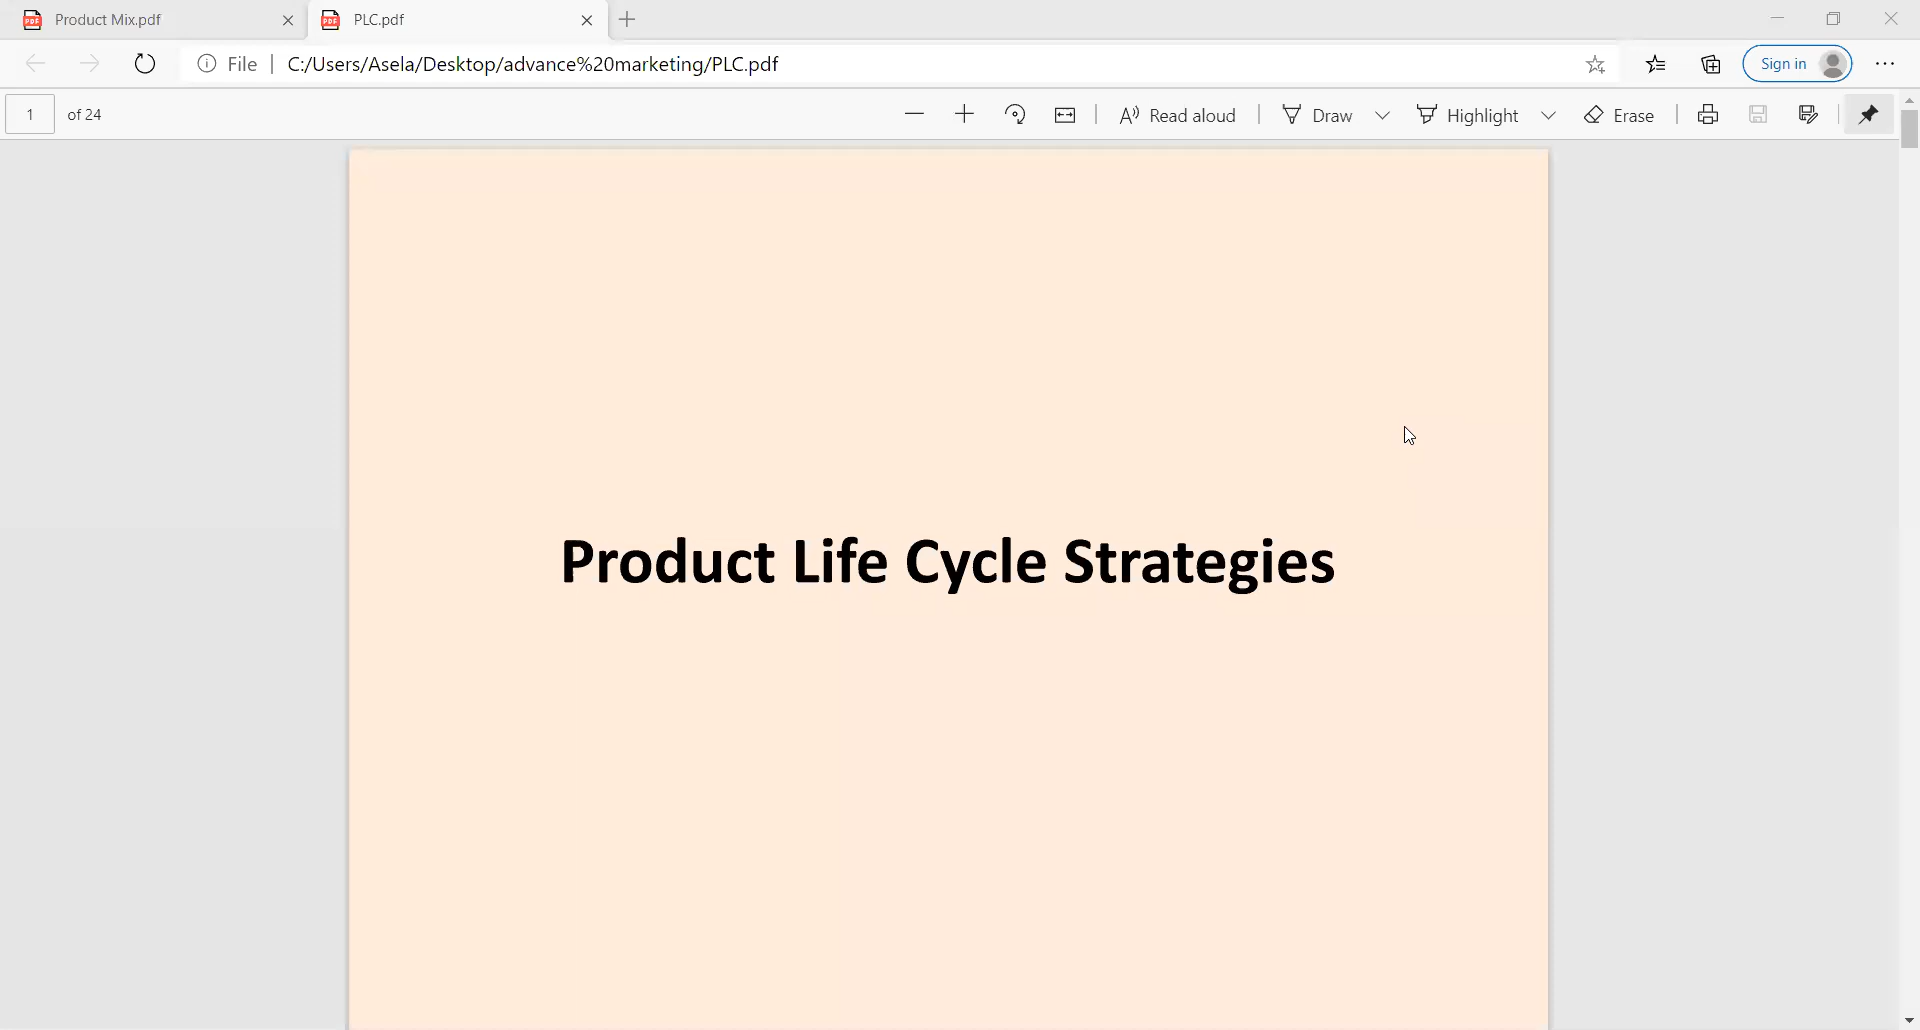 Product Mix.pdf
PLC.pdf
File
C:/Users/Asela/Desktop/advance%20marketing/PLC.pdf
Sign in
1 of 24
Read aloud
Draw
Highlight
Erase
Product Life Cycle Strategies